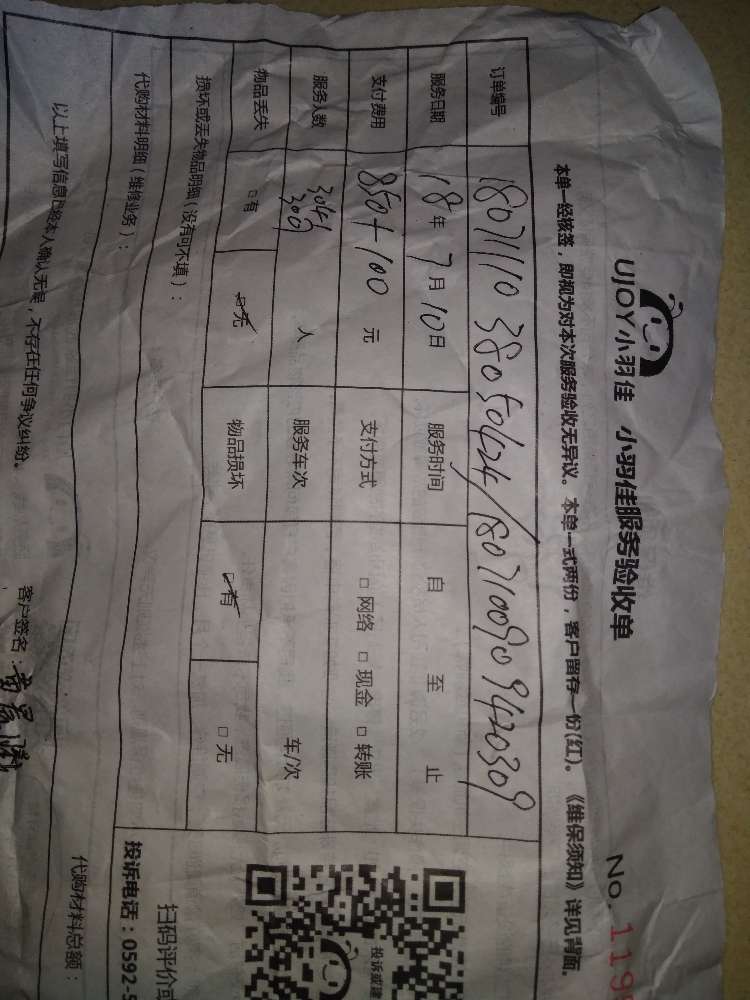 UJOY小羽佳 小羽佳服务验收单 No. 119
本单一经核签，即视为对本次服务验收无异议。本单一式两份，客户留存一份(红)。《维保须知》详见背面。
订单编号
服务日期 18年 7月 10日 服务时间 自 至 止
支付费用 850+100 元 支付方式 □网络 □现金 □转账
服务人数 人 服务车次 车/次
物品丢失 □有 □无 物品损坏 □有 □无
损坏或丢失物品明细（没有可不填）：
代购材料明细（维修业务）： 代购材料总额：
以上填写信息已经本人确认无误，不存在任何争议纠纷。 客户签名
投诉或建
扫码评价或
投诉电话：0592-5